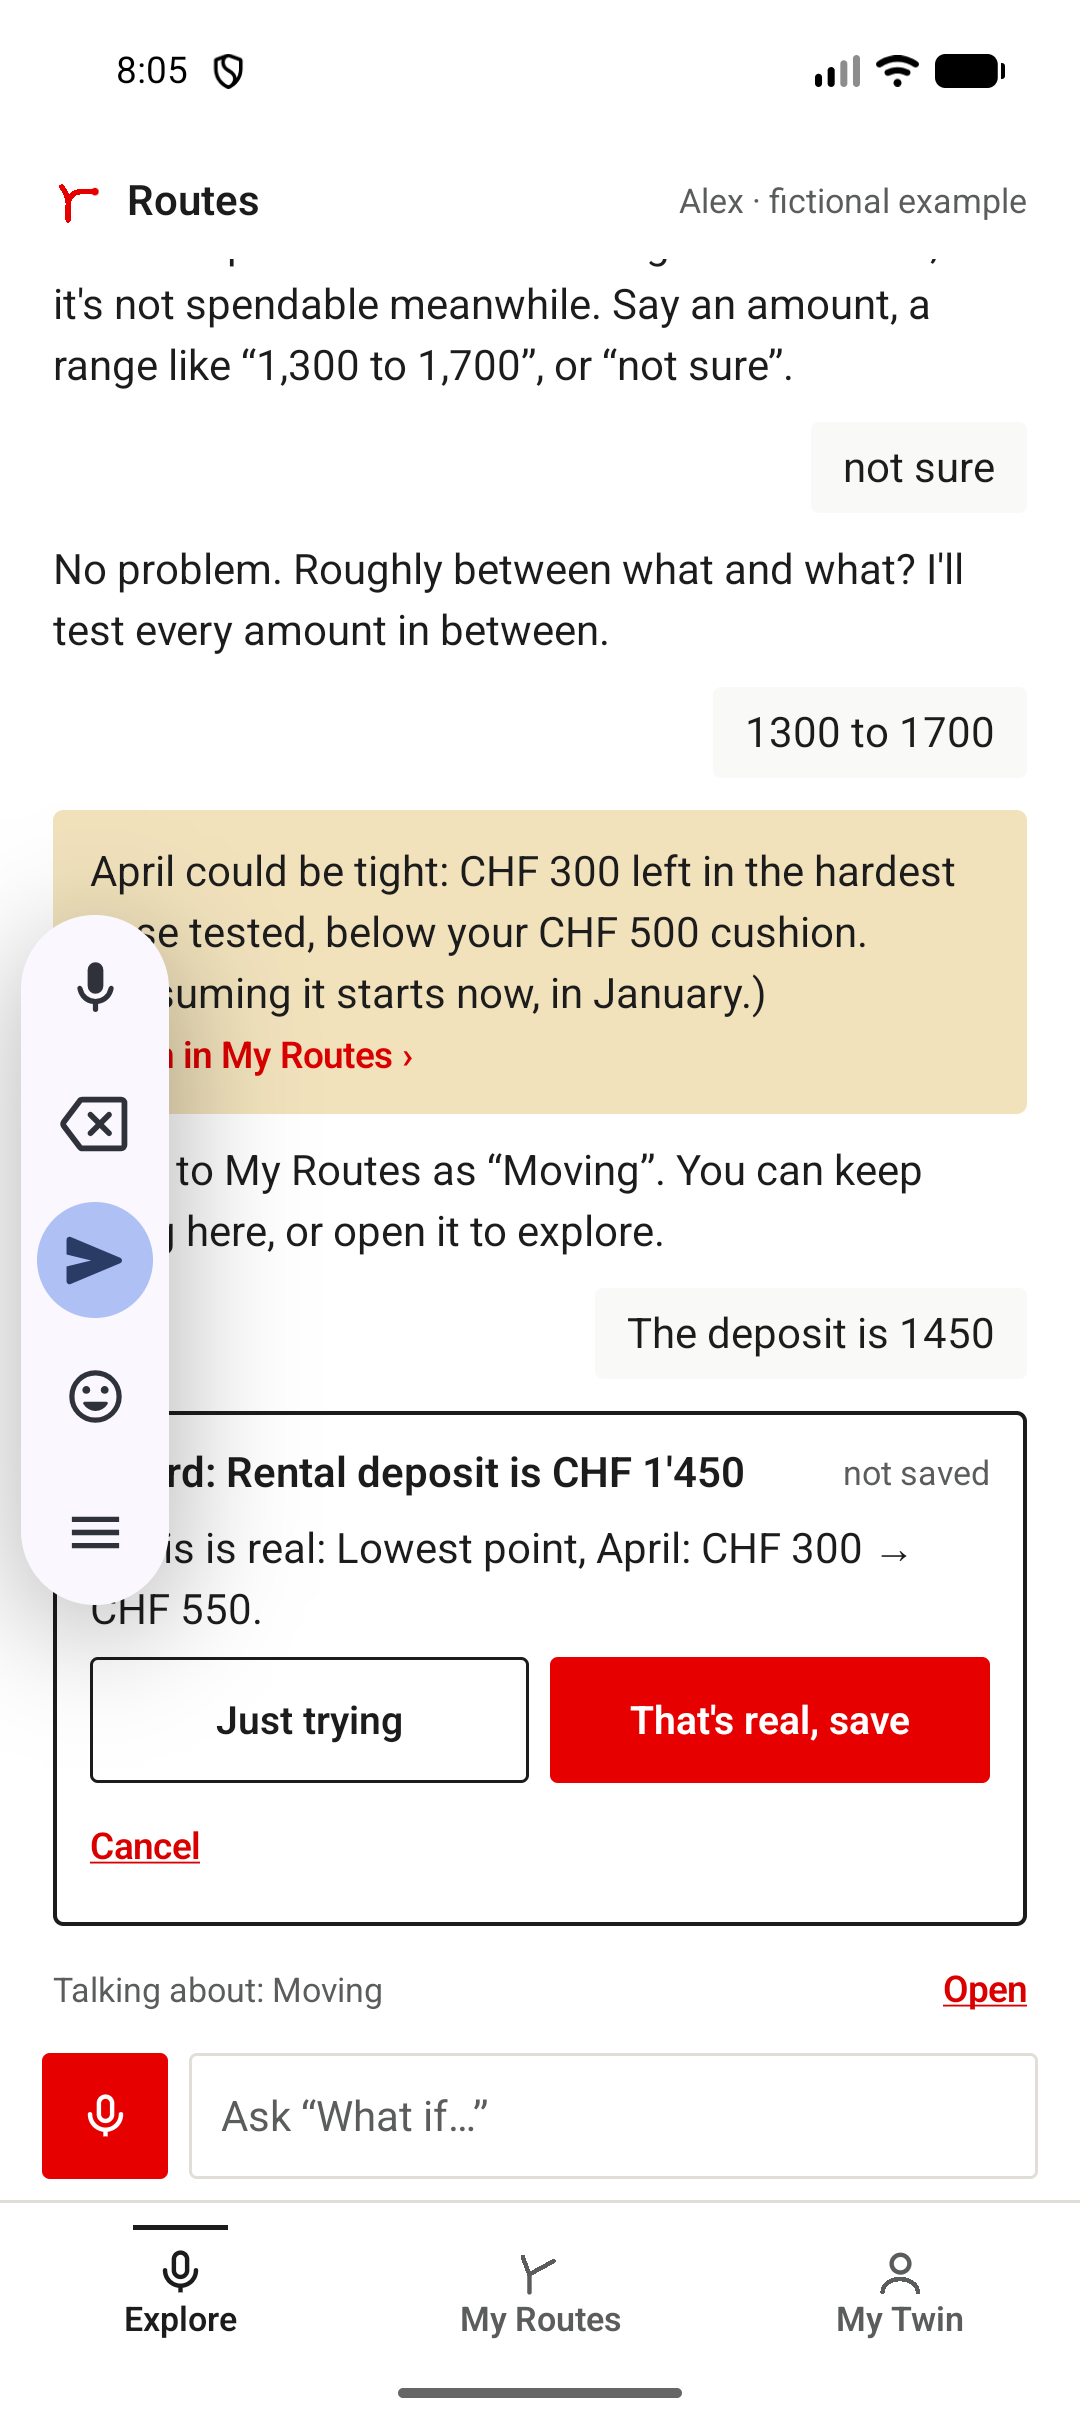 8:05
Routes
Alex · fictional example
it's not spendable meanwhile. Say an amount, a
range like “1,300 to 1,700”, or “not sure”.
not sure
No problem. Roughly between what and what? I'll
test every amount in between.
1300 to 1700
April could be tight: CHF 300 left in the hardest
tested, below your CHF 500 cushion.
it starts now, in January.)
in My Routes ›
to My Routes as “Moving”. You can keep
here, or open it to explore.
The deposit is 1450
Rental deposit is CHF 1'450
not saved
is real: Lowest point, April: CHF 300 →
CHF 550.
Just trying
That's real, save
Cancel
Talking about: Moving
Open
Ask “What if…”
Explore
My Routes
My Twin